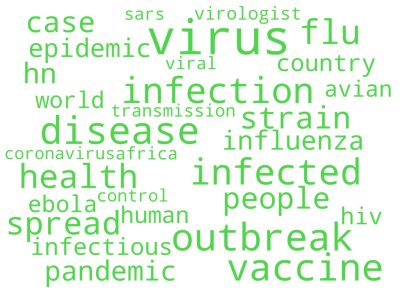 sars virologist
case virus flu
epidemic viral country
hn infection avian
world transmission strain
disease influenza
coronavirusafrica
health infected
ebola control people
spread human hiv
infectious outbreak
pandemic vaccine